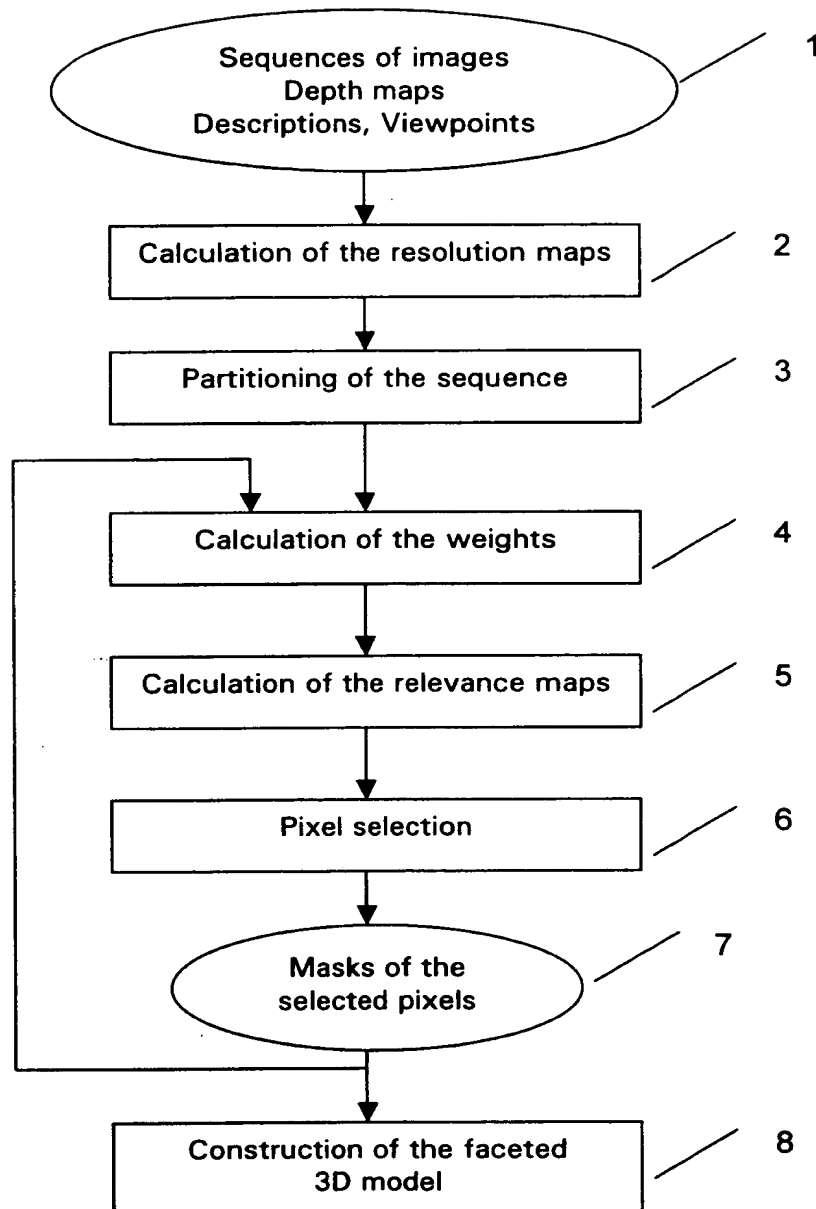 Sequences of images
Depth maps
Descriptions, Viewpoints
1
Calculation of the resolution maps
2
Partitioning of the sequence
3
Calculation of the weights
4
Calculation of the relevance maps
5
Pixel selection
6
Masks of the
selected pixels
7
Construction of the faceted
3D model
8